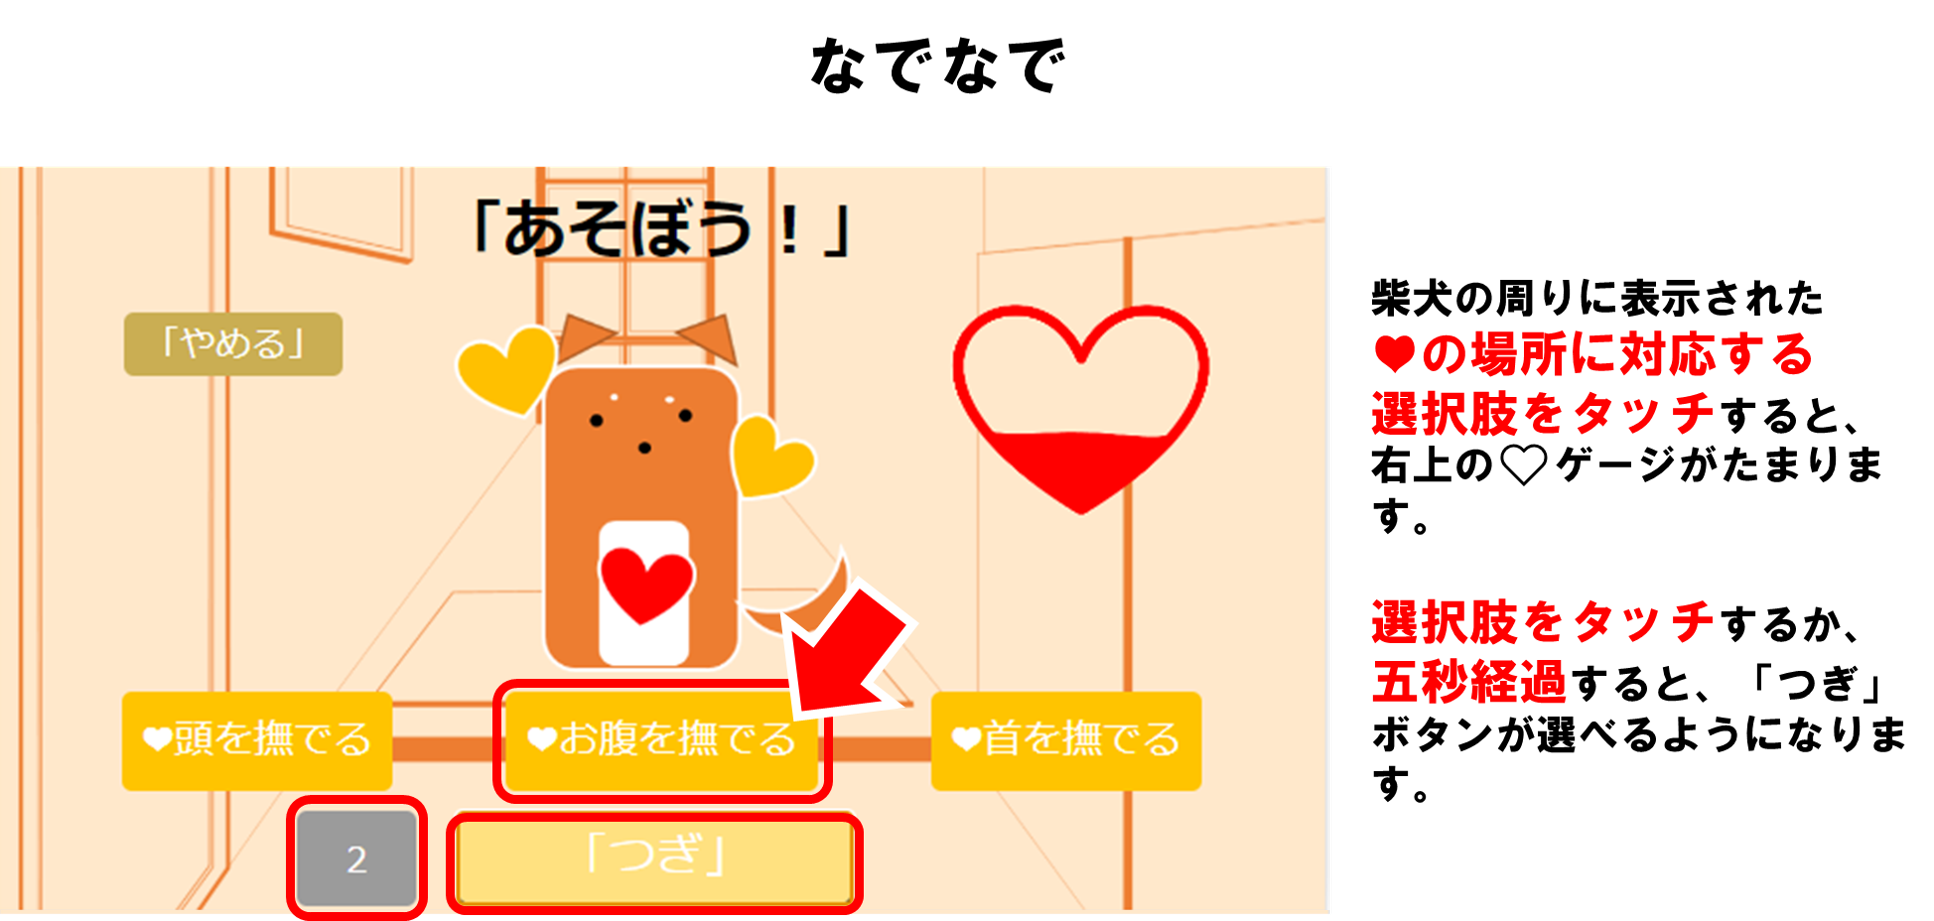 なでなで
「あそぼう！」
「やめる」
♥頭を撫でる
♥お腹を撫でる
♥首を撫でる
2
「つぎ」
柴犬の周りに表示された
♥の場所に対応する
選択肢をタッチすると、
右上の♡ゲージがたまりま
す。
選択肢をタッチするか、
五秒経過すると、「つぎ」
ボタンが選べるようになりま
す。